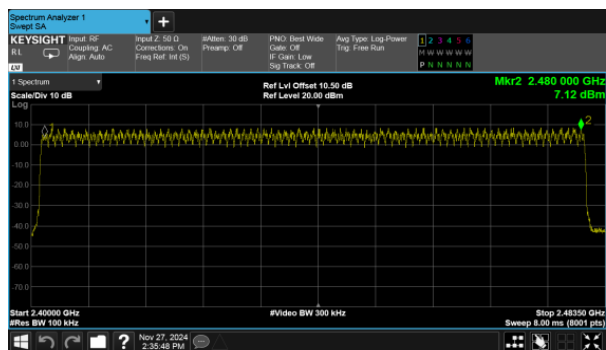 Spectrum Analyzer 1
Swept SA
KEYSIGHT
RL
Input: RF
Coupling: AC
Align: Auto
Input Z: 50 Ω
Corrections: On
Freq Ref: Int (S)
#Atten: 30 dB
Preamp: Off
PNO: Best Wide
Gate: Off
IF Gain: Low
Sig Track: Off
Avg Type: Log-Power
Trig: Free Run
1 2 3 4 5 6
M W W W W W
P N N N N N
1 Spectrum
Scale/Div 10 dB
Ref Lvl Offset 10.50 dB
Ref Level 20.00 dBm
Mkr2 2.480 000 GHz
7.12 dBm
Log
10.0
0.00
-10.0
-20.0
-30.0
-40.0
-50.0
-60.0
-70.0
1
2
Start 2.40000 GHz
#Res BW 100 kHz
#Video BW 300 kHz
Stop 2.48350 GHz
Sweep 8.00 ms (8001 pts)
?
Nov 27, 2024
2:35:48 PM